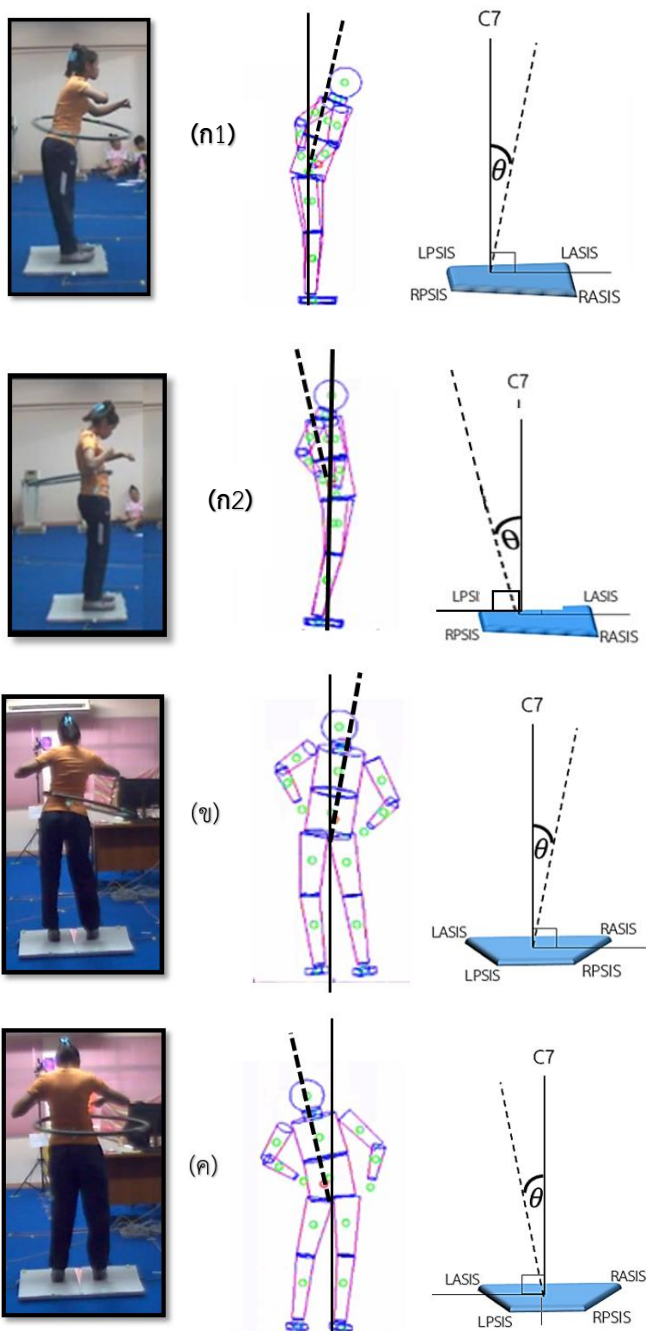 C7
(ก1)
θ
LPSIS
LASIS
RPSIS
RASIS
C7
(ก2)
θ
LPSI
LASIS
RPSIS
RASIS
C7
(ข)
θ
LASIS
RASIS
LPSIS
RPSIS
C7
(ค)
θ
LASIS
RASIS
LPSIS
RPSIS